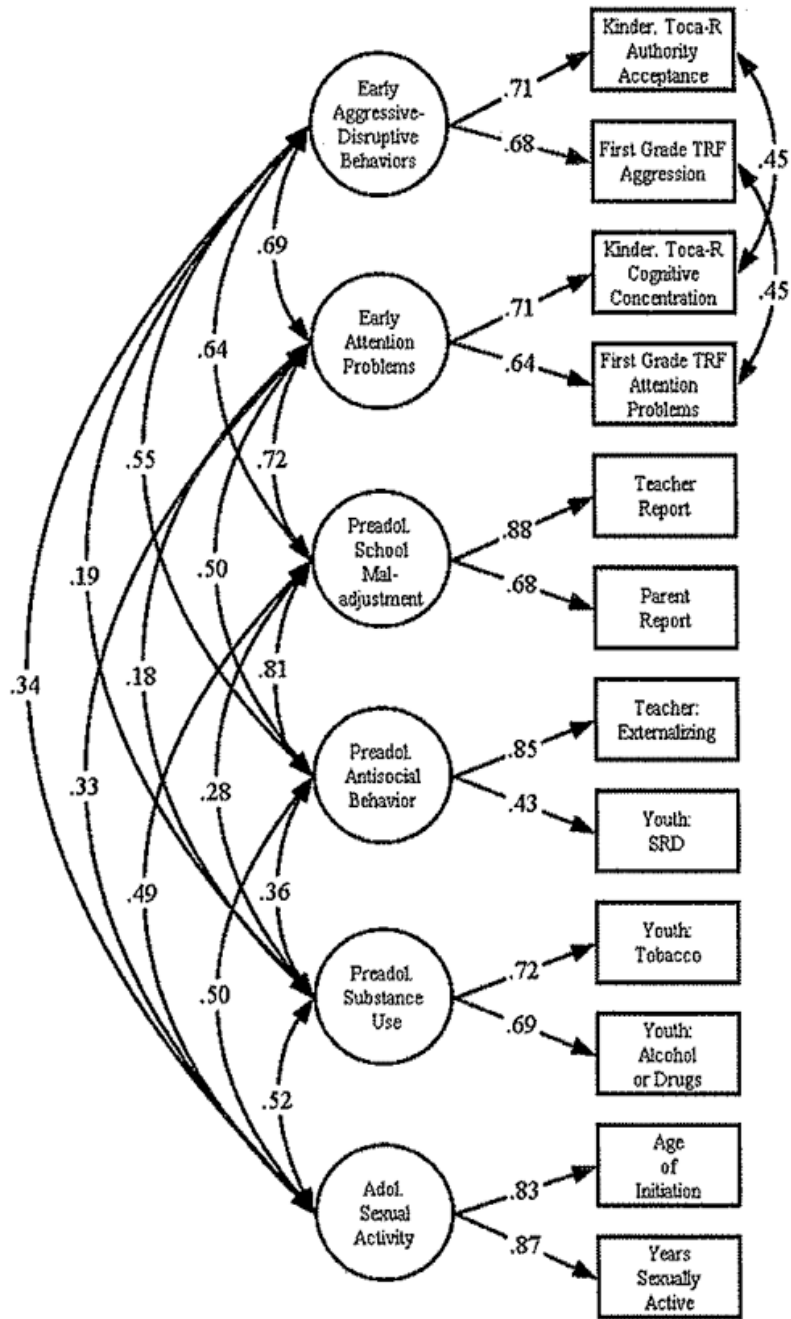 Kinder. Toca-R
Authority
Acceptance
Early
Aggressive-
Disruptive
Behaviors
.71
.68
First Grade TRF
Aggression
.45
.69
Kinder. Toca-R
Cognitive
Concentration
.45
Early
Attention
Problems
.71
.64
.64
First Grade TRF
Attention
Problems
.55
.72
Teacher
Report
Preadol.
School
Mal-
adjustment
.88
.68
.19
.50
Parent
Report
.34
.18
.81
Teacher:
Externalizing
Preadol.
Antisocial
Behavior
.85
.43
.33
.28
Youth:
SRD
.49
.36
Youth:
Tobacco
Preadol.
Substance
Use
.72
.69
.50
Youth:
Alcohol
or Drugs
.52
Age
of
Initiation
Adol.
Sexual
Activity
.83
.87
Years
Sexually
Active